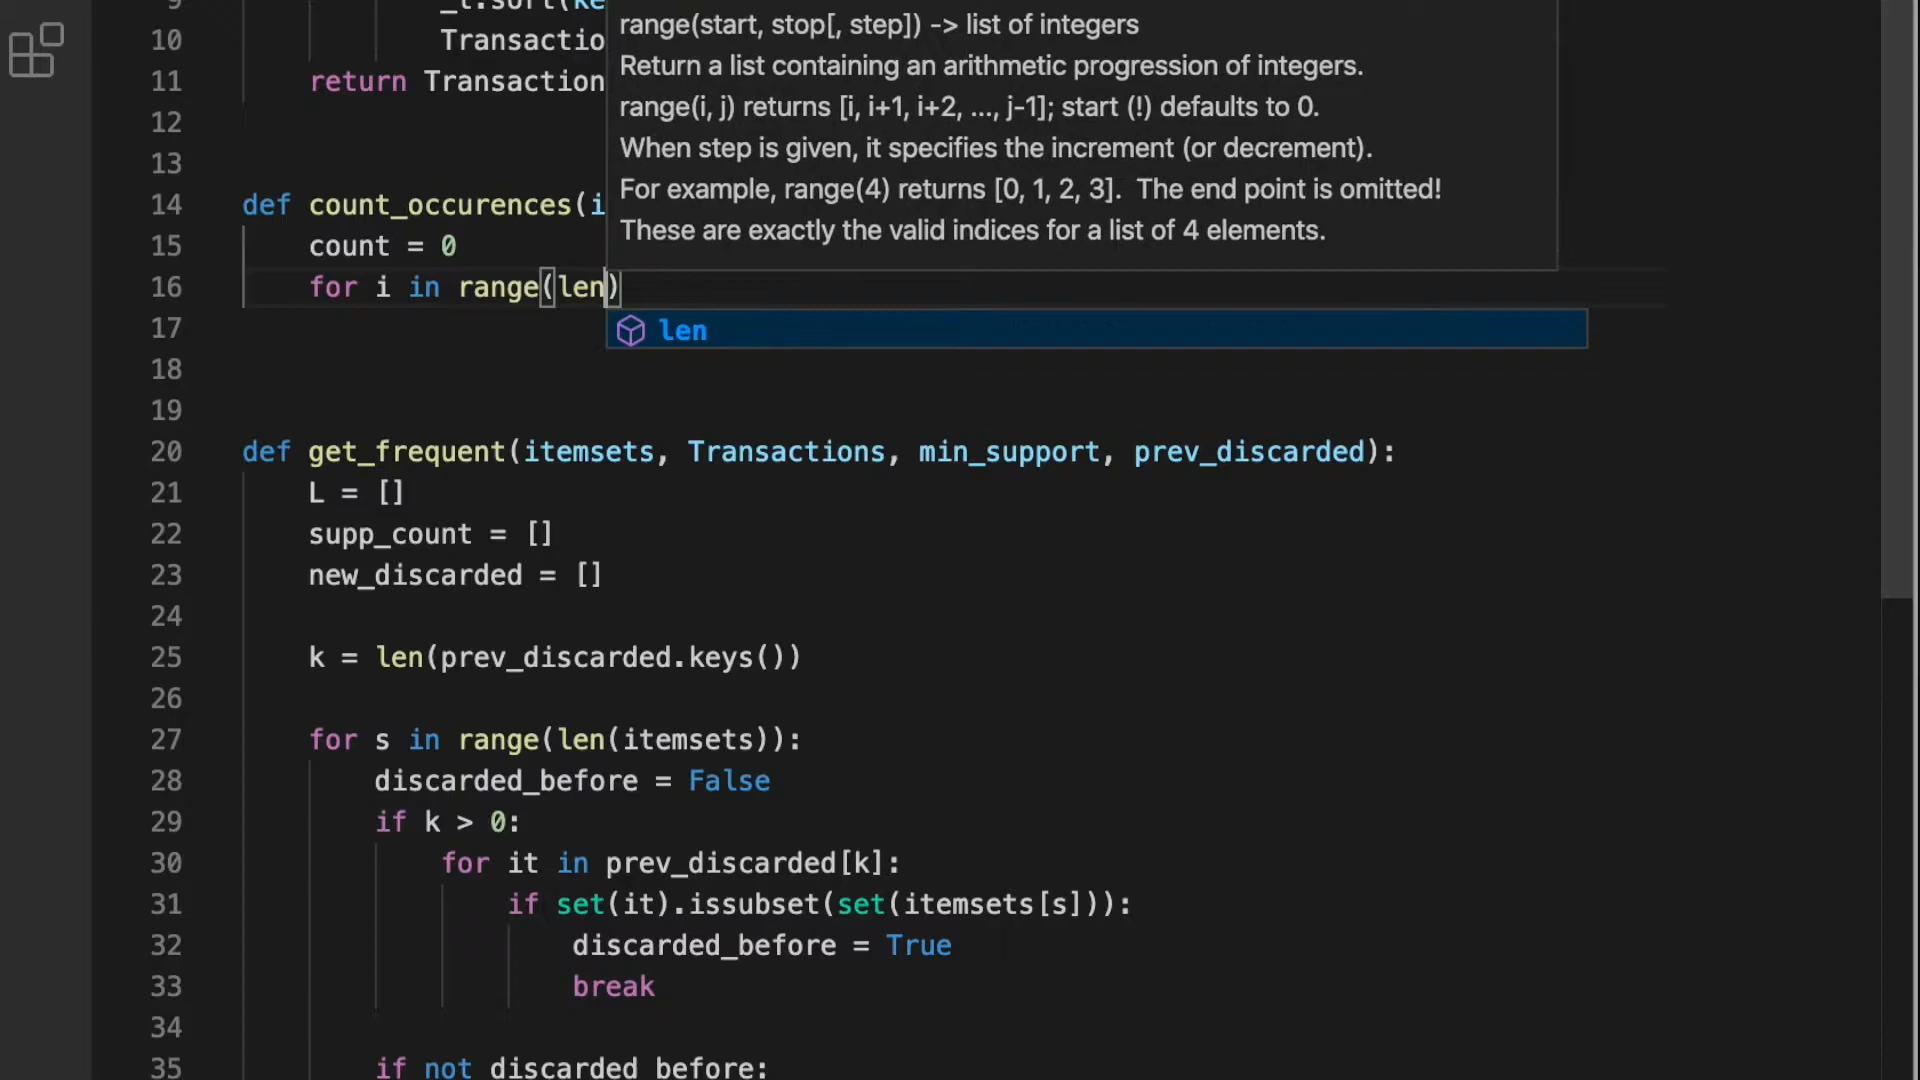 9 _t.sort(ke
range(start, stop[, step]) -> list of integers
10 Transactio
Return a list containing an arithmetic progression of integers.
11 return Transaction
range(i, j) returns [i, i+1, i+2, ..., j-1]; start (!) defaults to 0.
12
When step is given, it specifies the increment (or decrement).
13
For example, range(4) returns [0, 1, 2, 3].  The end point is omitted!
14 def count_occurences(i
These are exactly the valid indices for a list of 4 elements.
15 count = 0
16 for i in range(len)
17
len
18
19
20 def get_frequent(itemsets, Transactions, min_support, prev_discarded):
21 L = []
22 supp_count = []
23 new_discarded = []
24
25 k = len(prev_discarded.keys())
26
27 for s in range(len(itemsets)):
28 discarded_before = False
29 if k > 0:
30 for it in prev_discarded[k]:
31 if set(it).issubset(set(itemsets[s])):
32 discarded_before = True
33 break
34
35 if not discarded_before: